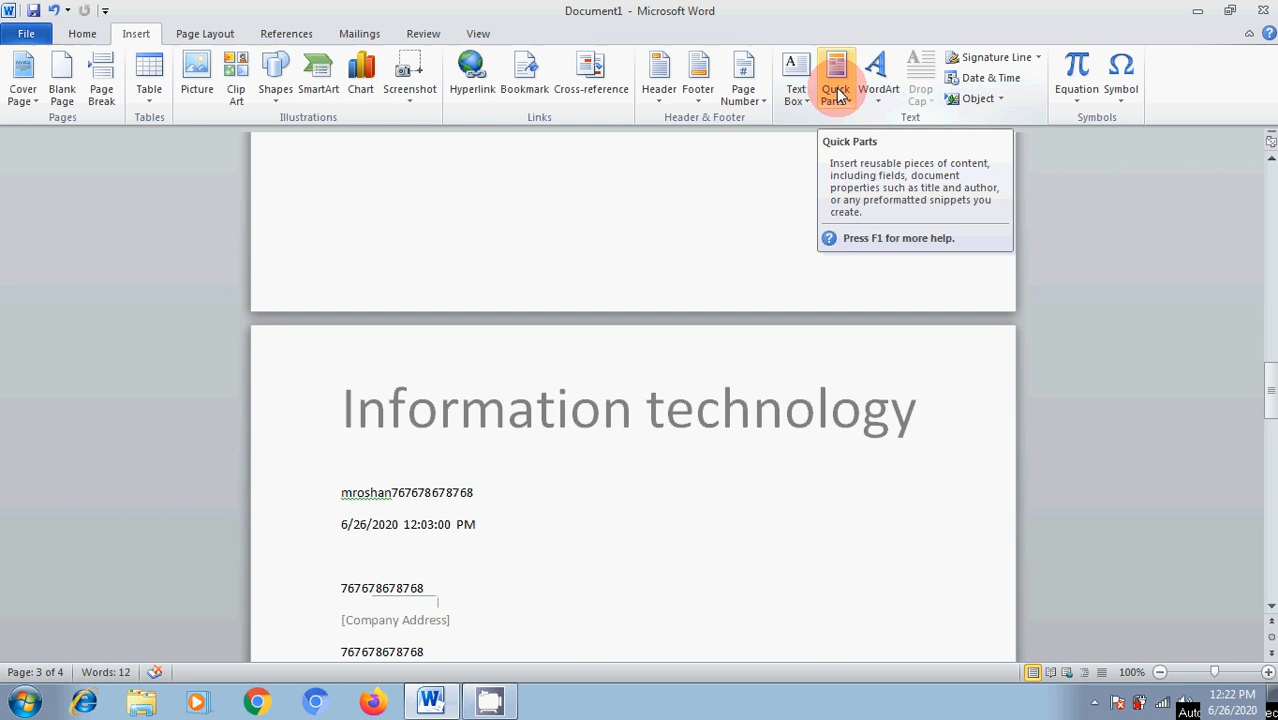 Document1 - Microsoft Word
File Home Insert Page Layout References Mailings Review View
Cover Page
Blank Page
Page Break
Table
Picture
Clip Art
Shapes
SmartArt
Chart
Screenshot
Hyperlink
Bookmark
Cross-reference
Header
Footer
Page Number
Text Box
Quick Parts
WordArt
Drop Cap
Signature Line
Date & Time
Object
Equation
Symbol
Pages Tables Illustrations Links Header & Footer Text Symbols
Quick Parts
Insert reusable pieces of content,
including fields, document
properties such as title and author,
or any preformatted snippets you
create.
Press F1 for more help.
Information technology
mroshan767678678768
6/26/2020 12:03:00 PM
767678678768
[Company Address]
767678678768
Page: 3 of 4 Words: 12 100%
12:22 PM
6/26/2020